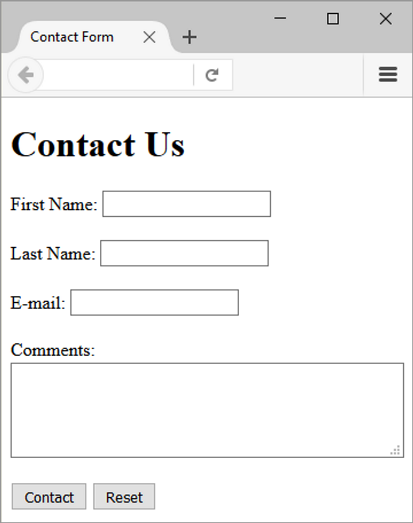 Contact Form
Contact Us
First Name:
Last Name:
E-mail:
Comments:
Contact Reset